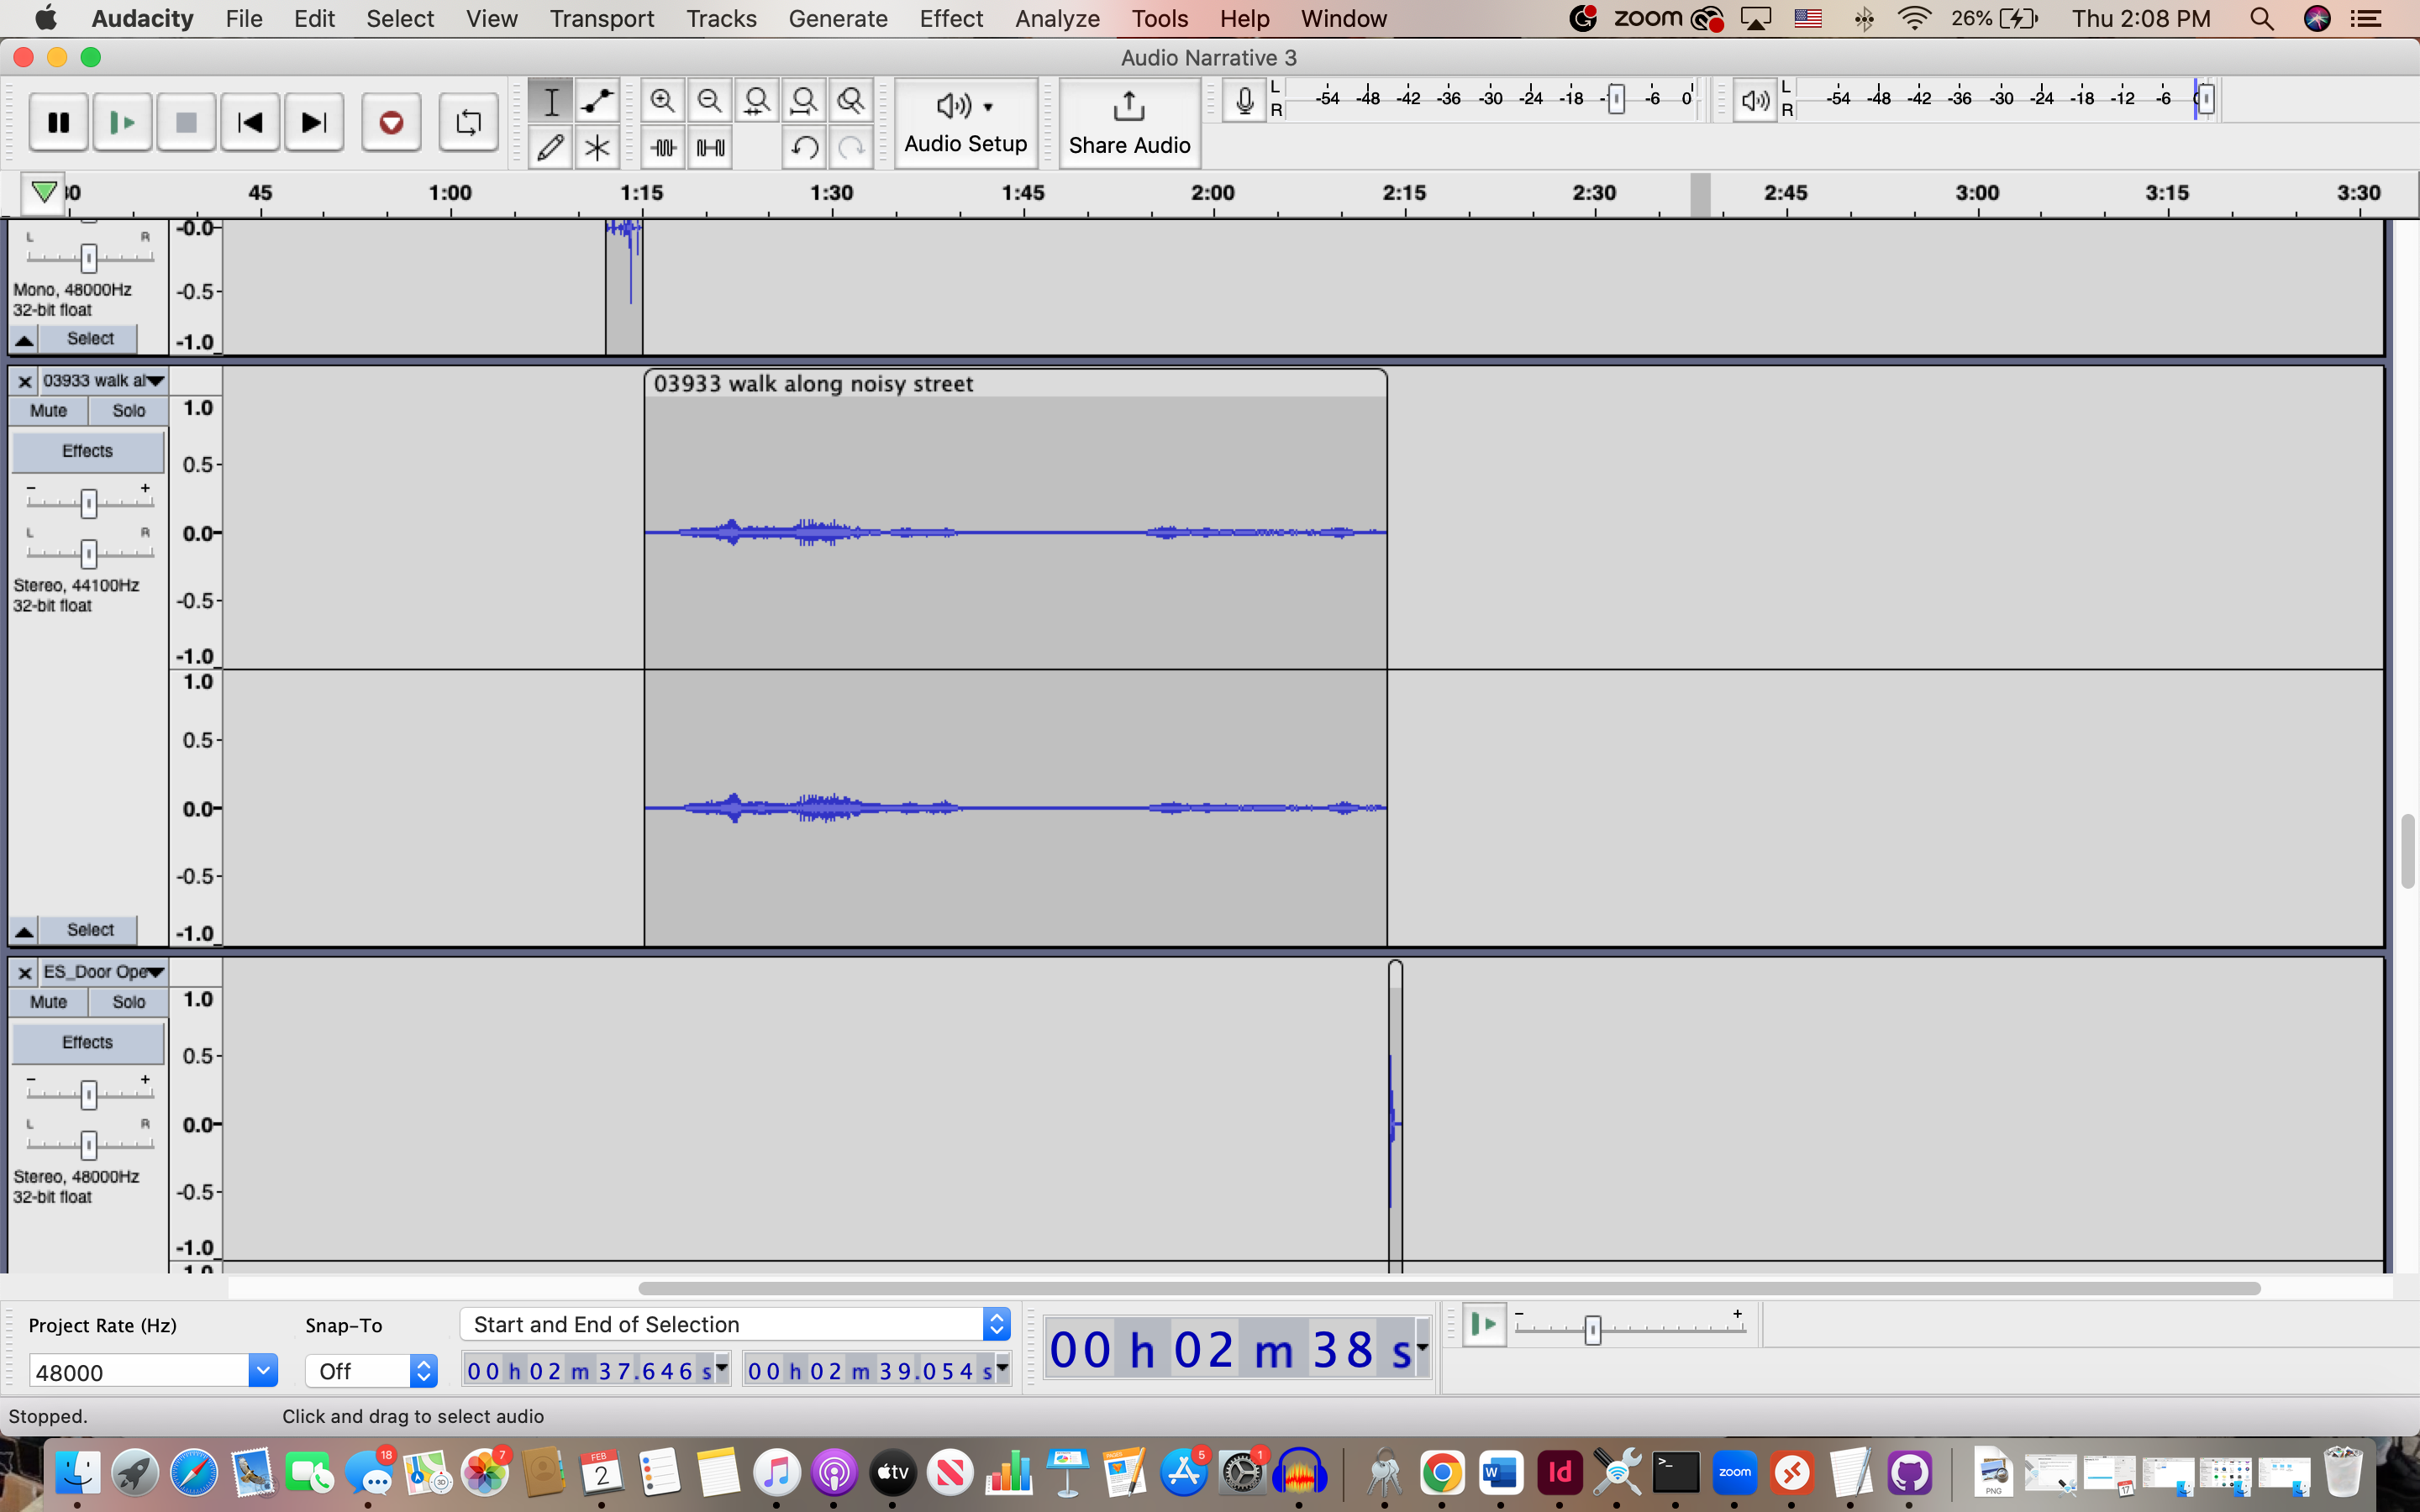 Audacity File Edit Select View Transport Tracks Generate Effect Analyze Tools Help Window zoom 26% Thu 2:08 PM
Audio Narrative 3
L -54 -48 -42 -36 -30 -24 -18 -6 0 L -54 -48 -42 -36 -30 -24 -18 -12 -6
R R
Audio Setup Share Audio
45 1:00 1:15 1:30 1:45 2:00 2:15 2:30 2:45 3:00 3:15 3:30
-0.0
L R
Mono, 48000Hz -0.5
32-bit float
Select -1.0
03933 walk al 03933 walk along noisy street
Mute Solo 1.0
Effects
0.5
- +
L R 0.0
Stereo, 44100Hz
32-bit float -0.5
-1.0
1.0
0.5
0.0
-0.5
Select -1.0
ES_Door Ope
Mute Solo 1.0
Effects
0.5
- +
L R 0.0
Stereo, 48000Hz
32-bit float -0.5
-1.0
1.0
Project Rate (Hz) Snap-To Start and End of Selection
48000 Off 00 h 02 m 37.646 s 00 h 02 m 39.054 s 00 h 02 m 38 s - +
Stopped. Click and drag to select audio
18 7 FEB 2 tv 5 1 W Id >_ zoom PNG 17